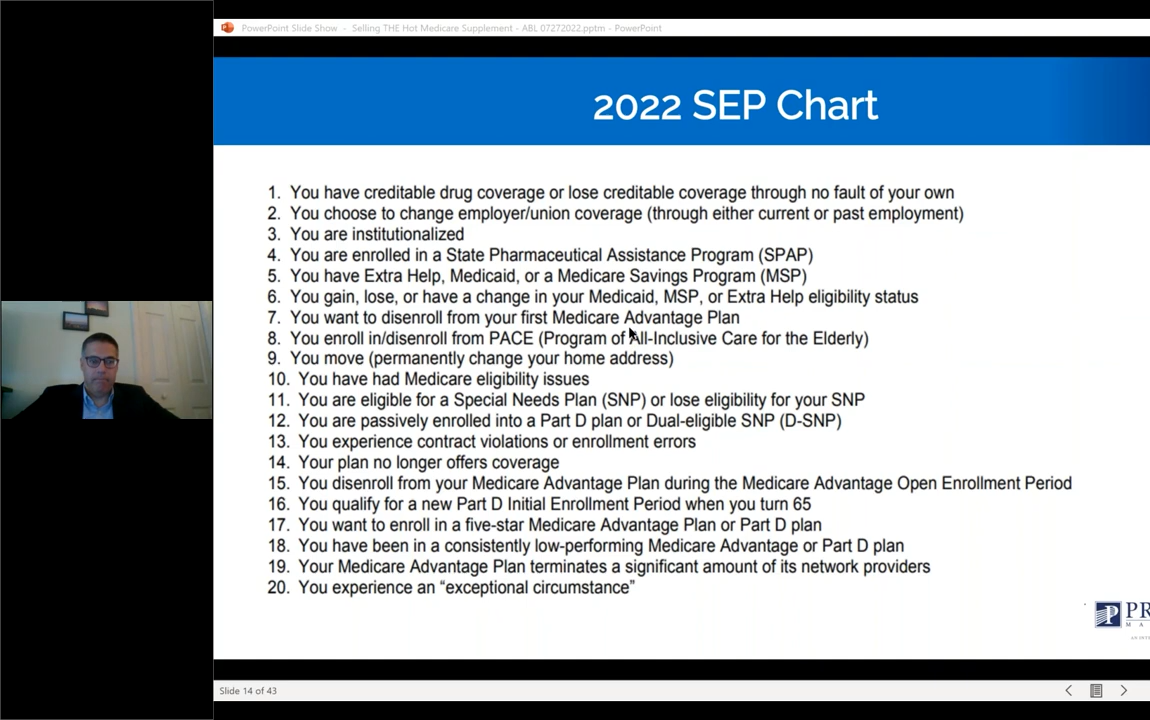 PowerPoint Slide Show - Selling THE Hot Medicare Supplement - ABL 07272022.pptm - PowerPoint
2022 SEP Chart
1. You have creditable drug coverage or lose creditable coverage through no fault of your own
2. You choose to change employer/union coverage (through either current or past employment)
3. You are institutionalized
4. You are enrolled in a State Pharmaceutical Assistance Program (SPAP)
5. You have Extra Help, Medicaid, or a Medicare Savings Program (MSP)
6. You gain, lose, or have a change in your Medicaid, MSP, or Extra Help eligibility status
7. You want to disenroll from your first Medicare Advantage Plan
8. You enroll in/disenroll from PACE (Program of All-Inclusive Care for the Elderly)
9. You move (permanently change your home address)
10. You have had Medicare eligibility issues
11. You are eligible for a Special Needs Plan (SNP) or lose eligibility for your SNP
12. You are passively enrolled into a Part D plan or Dual-eligible SNP (D-SNP)
13. You experience contract violations or enrollment errors
14. Your plan no longer offers coverage
15. You disenroll from your Medicare Advantage Plan during the Medicare Advantage Open Enrollment Period
16. You qualify for a new Part D Initial Enrollment Period when you turn 65
17. You want to enroll in a five-star Medicare Advantage Plan or Part D plan
18. You have been in a consistently low-performing Medicare Advantage or Part D plan
19. Your Medicare Advantage Plan terminates a significant amount of its network providers
20. You experience an “exceptional circumstance”
PR
M A
Slide 14 of 43